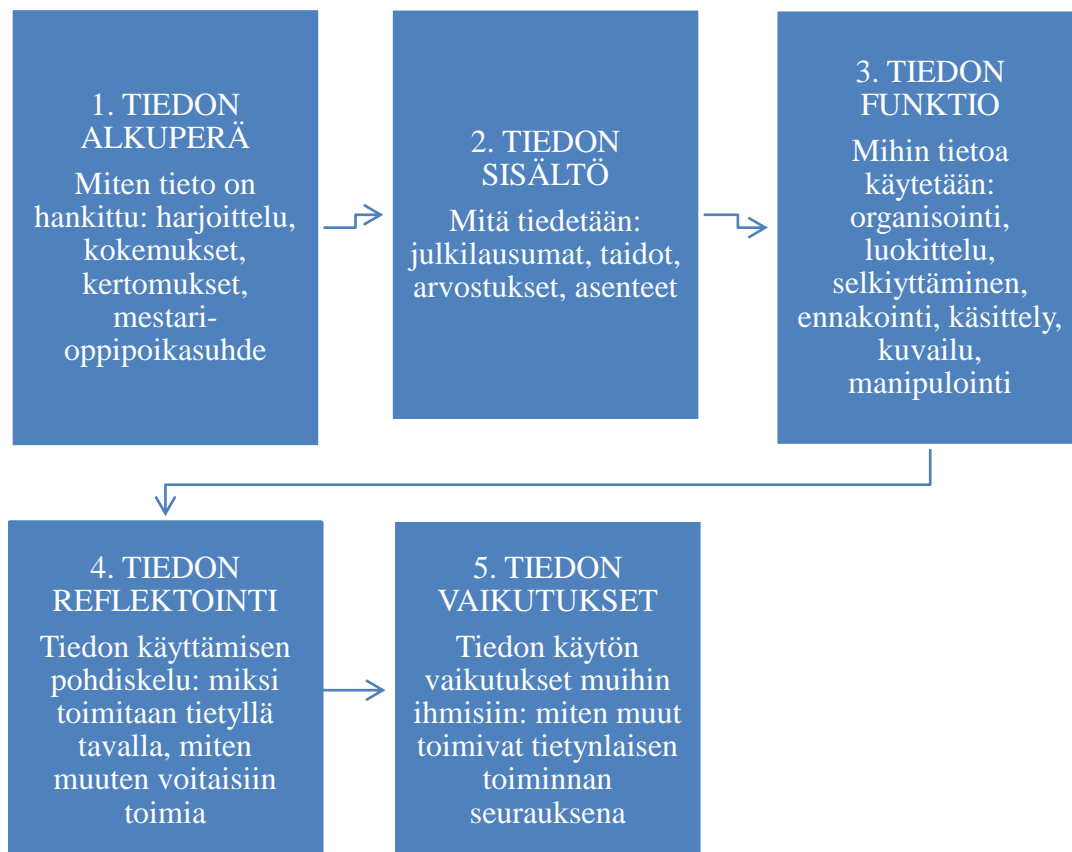 1. TIEDON
ALKUPERÄ
Miten tieto on
hankittu: harjoittelu,
kokemukset,
kertomukset,
mestari-
oppipoikasuhde
2. TIEDON
SISÄLTÖ
Mitä tiedetään:
julkilausumat, taidot,
arvostukset, asenteet
3. TIEDON
FUNKTIO
Mihin tietoa
käytetään:
organisointi,
luokittelu,
selkiyttäminen,
ennakointi, käsittely,
kuvailu,
manipulointi
4. TIEDON
REFLEKTOINTI
Tiedon käyttämisen
pohdiskelu: miksi
toimitaan tietyllä
tavalla, miten
muuten voitaisiin
toimia
5. TIEDON
VAIKUTUKSET
Tiedon käytön
vaikutukset muihin
ihmisiin: miten muut
toimivat tietynlaisen
toiminnan
seurauksena